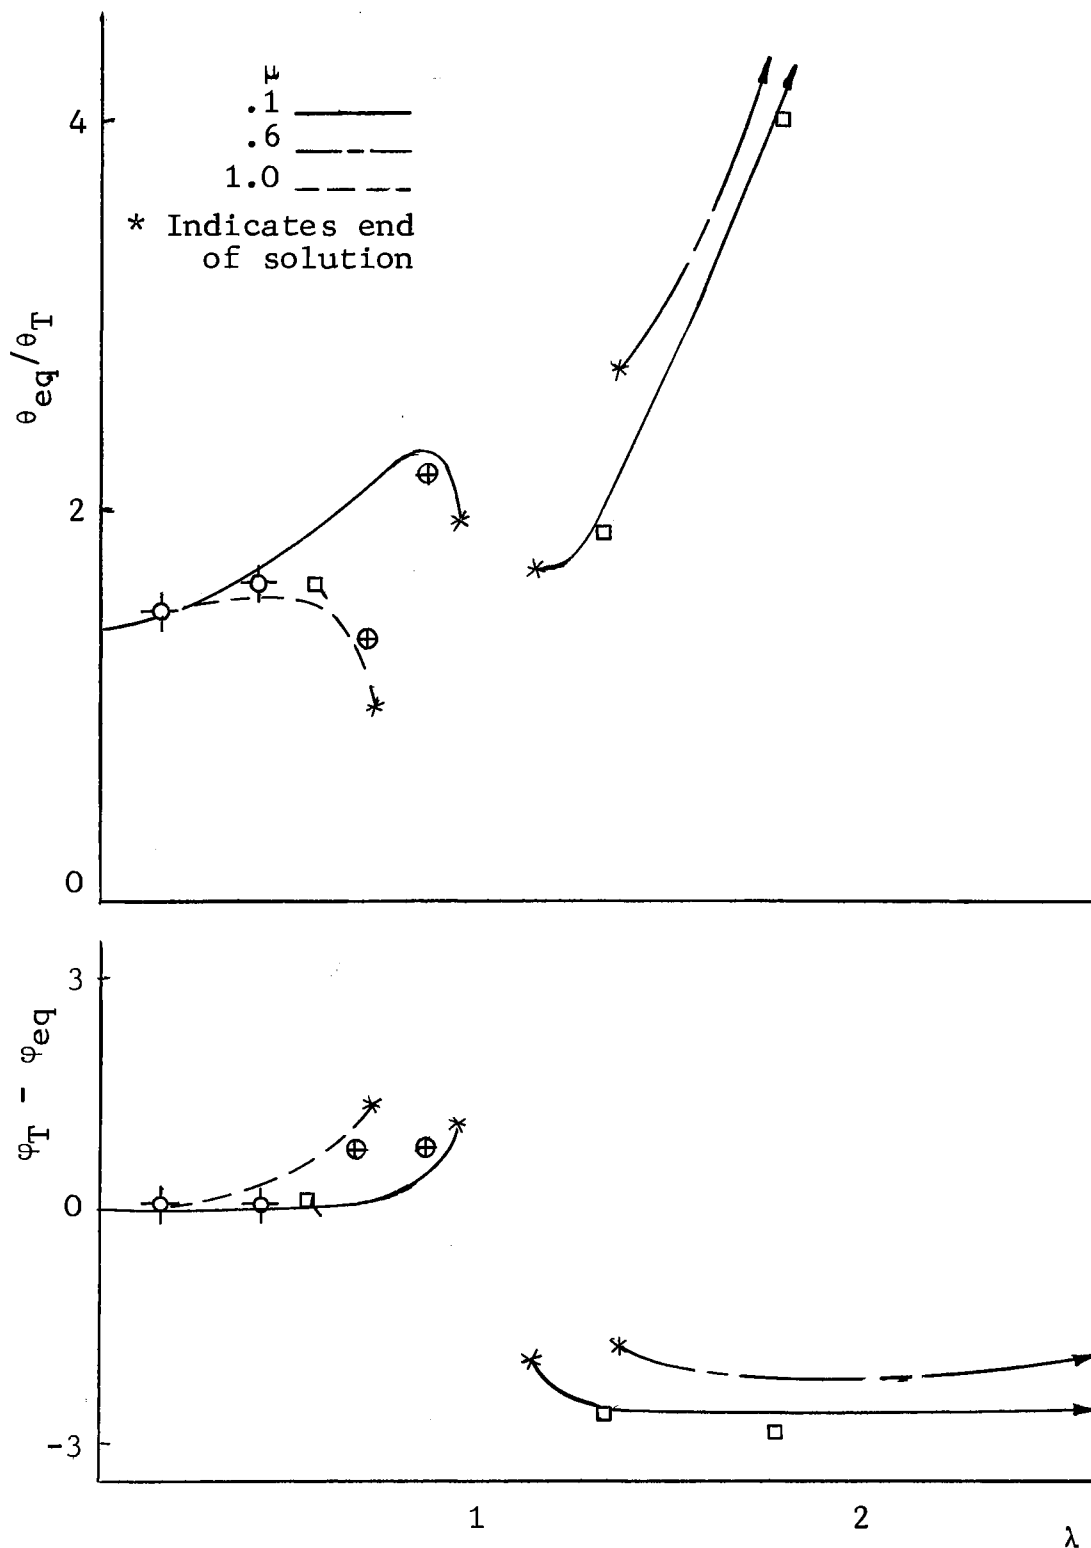 μ
.1
.6
1.0
* Indicates end
of solution
4
2
0
θeq/θT
3
0
-3
φT - φeq
1
2
λ